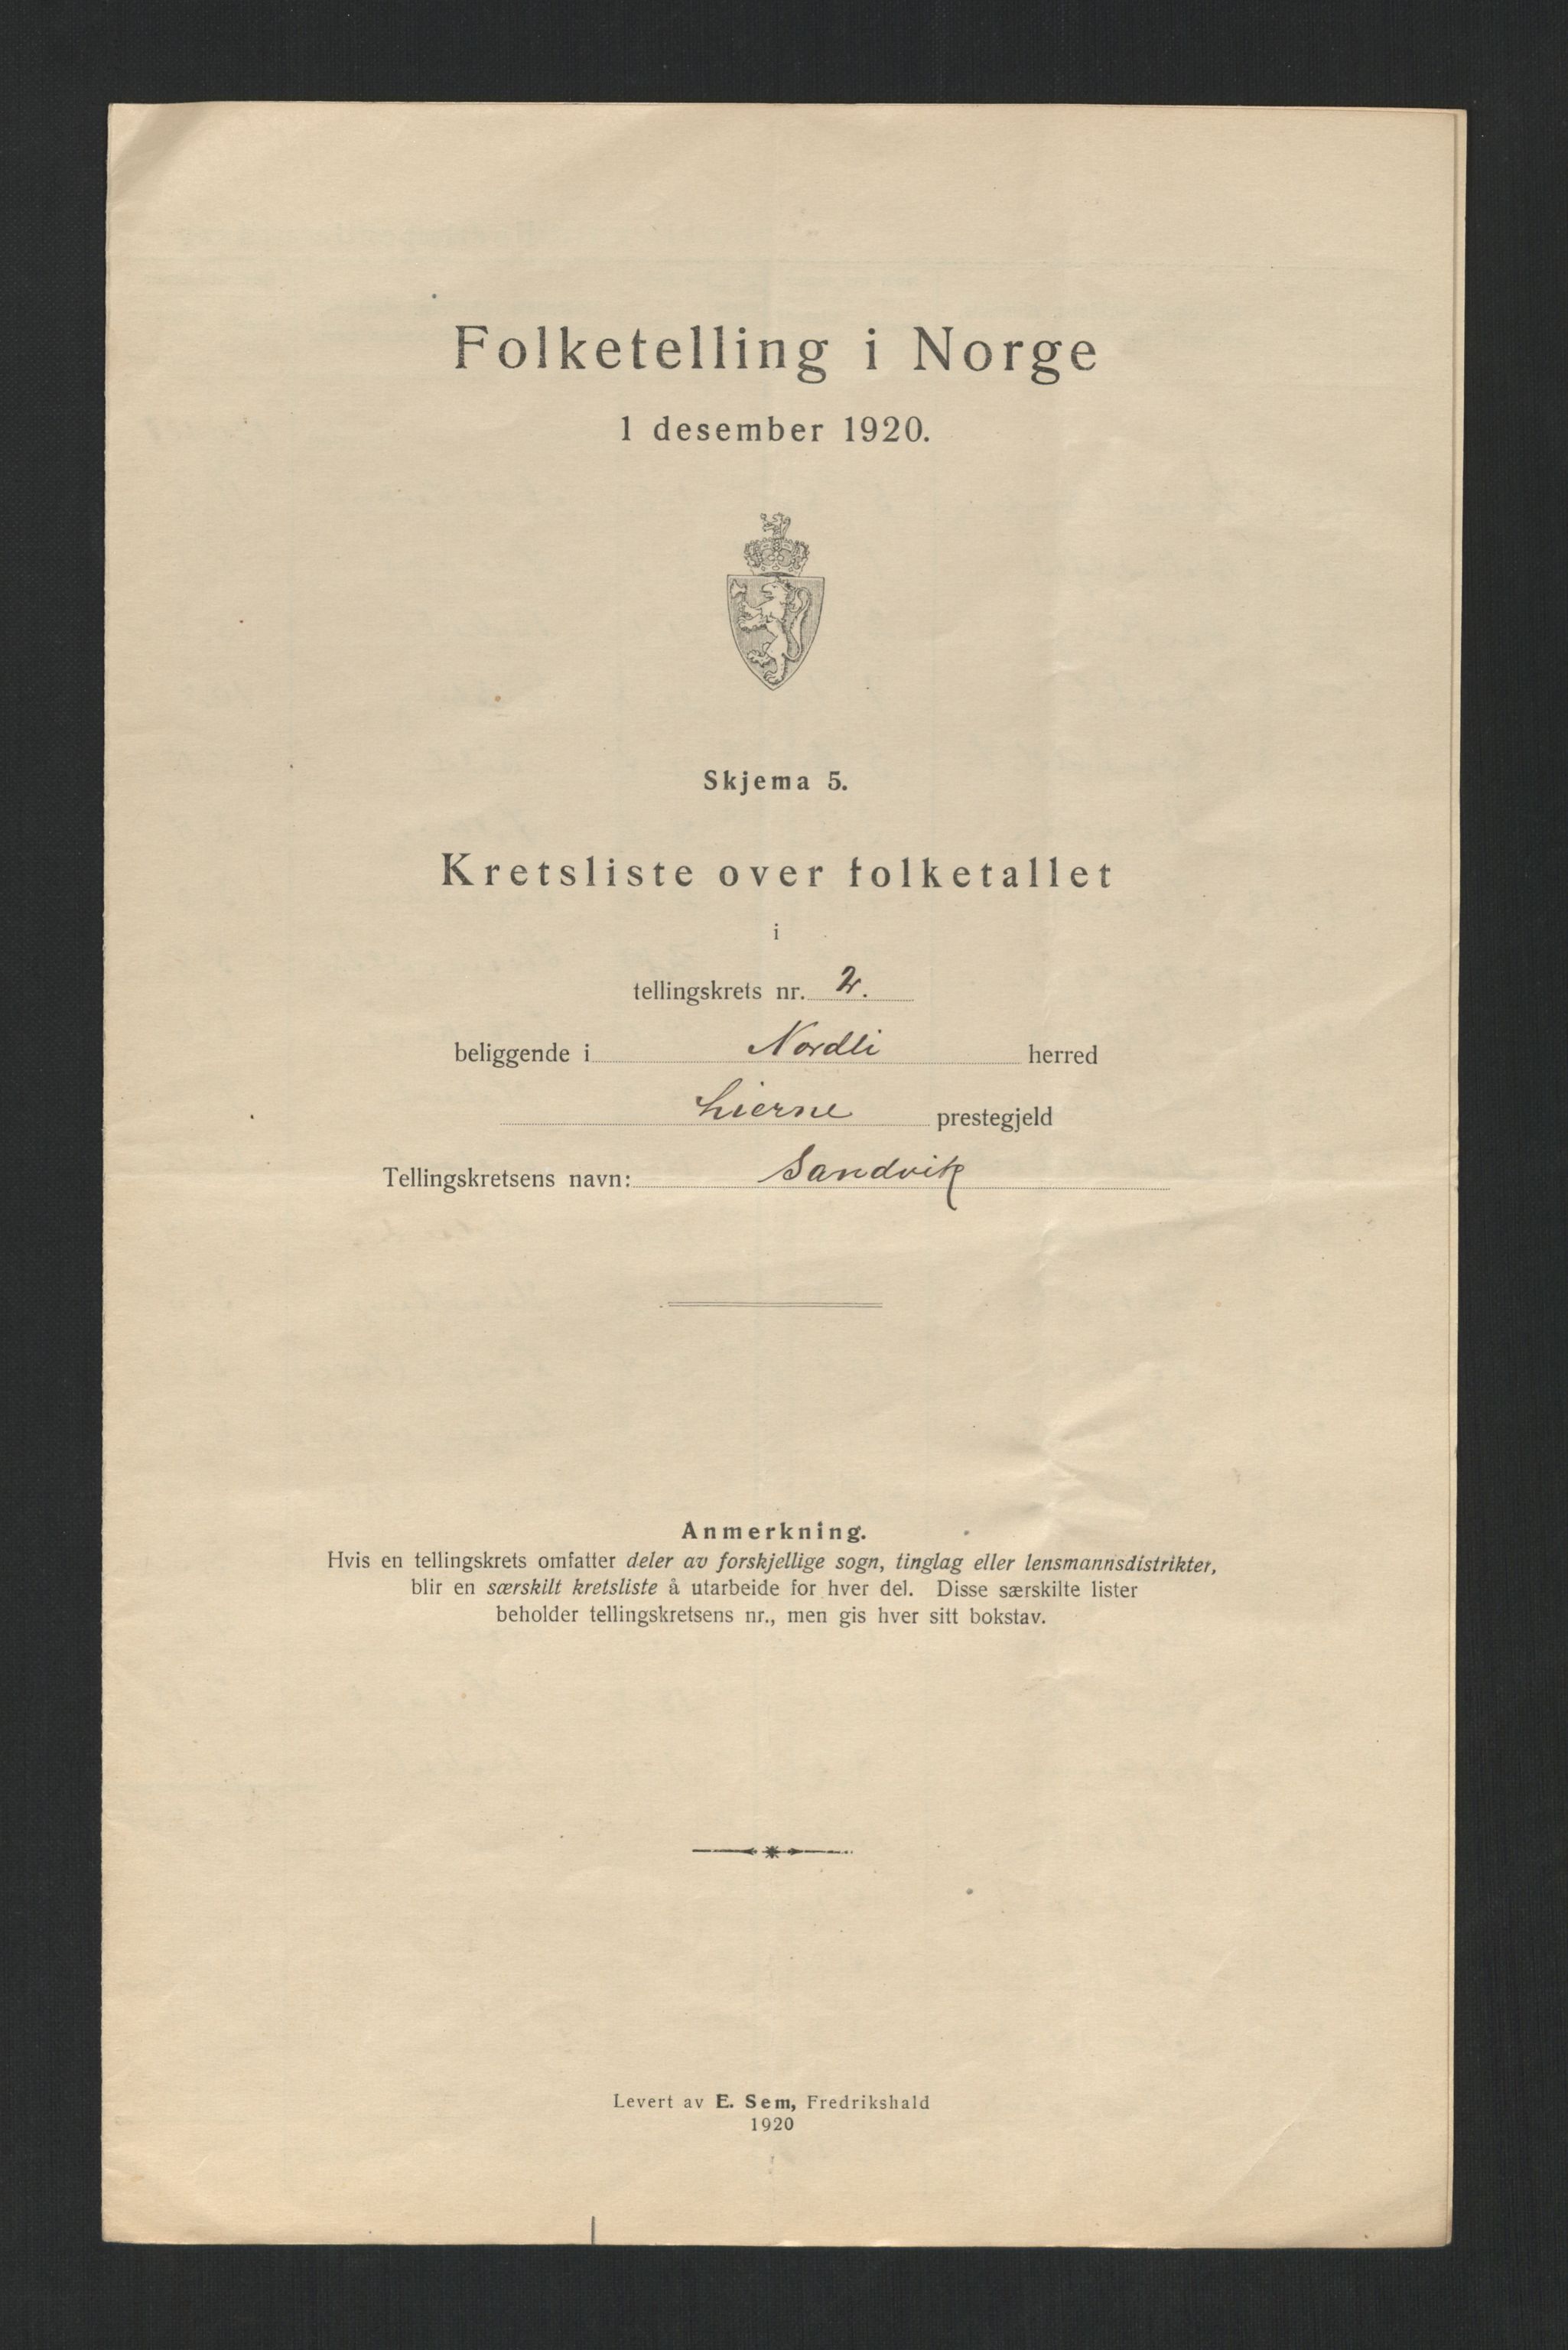 Folketelling i Norge
1 desember 1920.
Skjema 5.
Kretsliste over folketallet
i
tellingskrets nr. 2.
beliggende i Nordli herred
Lierne prestegjeld
Tellingskretsens navn: Sandvik
Anmerkning.
Hvis en tellingskrets omfatter deler av forskjellige sogn, tinglag eller lensmannsdistrikter,
blir en særskilt kretsliste å utarbeide for hver del. Disse særskilte lister
beholder tellingskretsens nr., men gis hver sitt bokstav.
Levert av E. Sem, Fredrikshald
1920